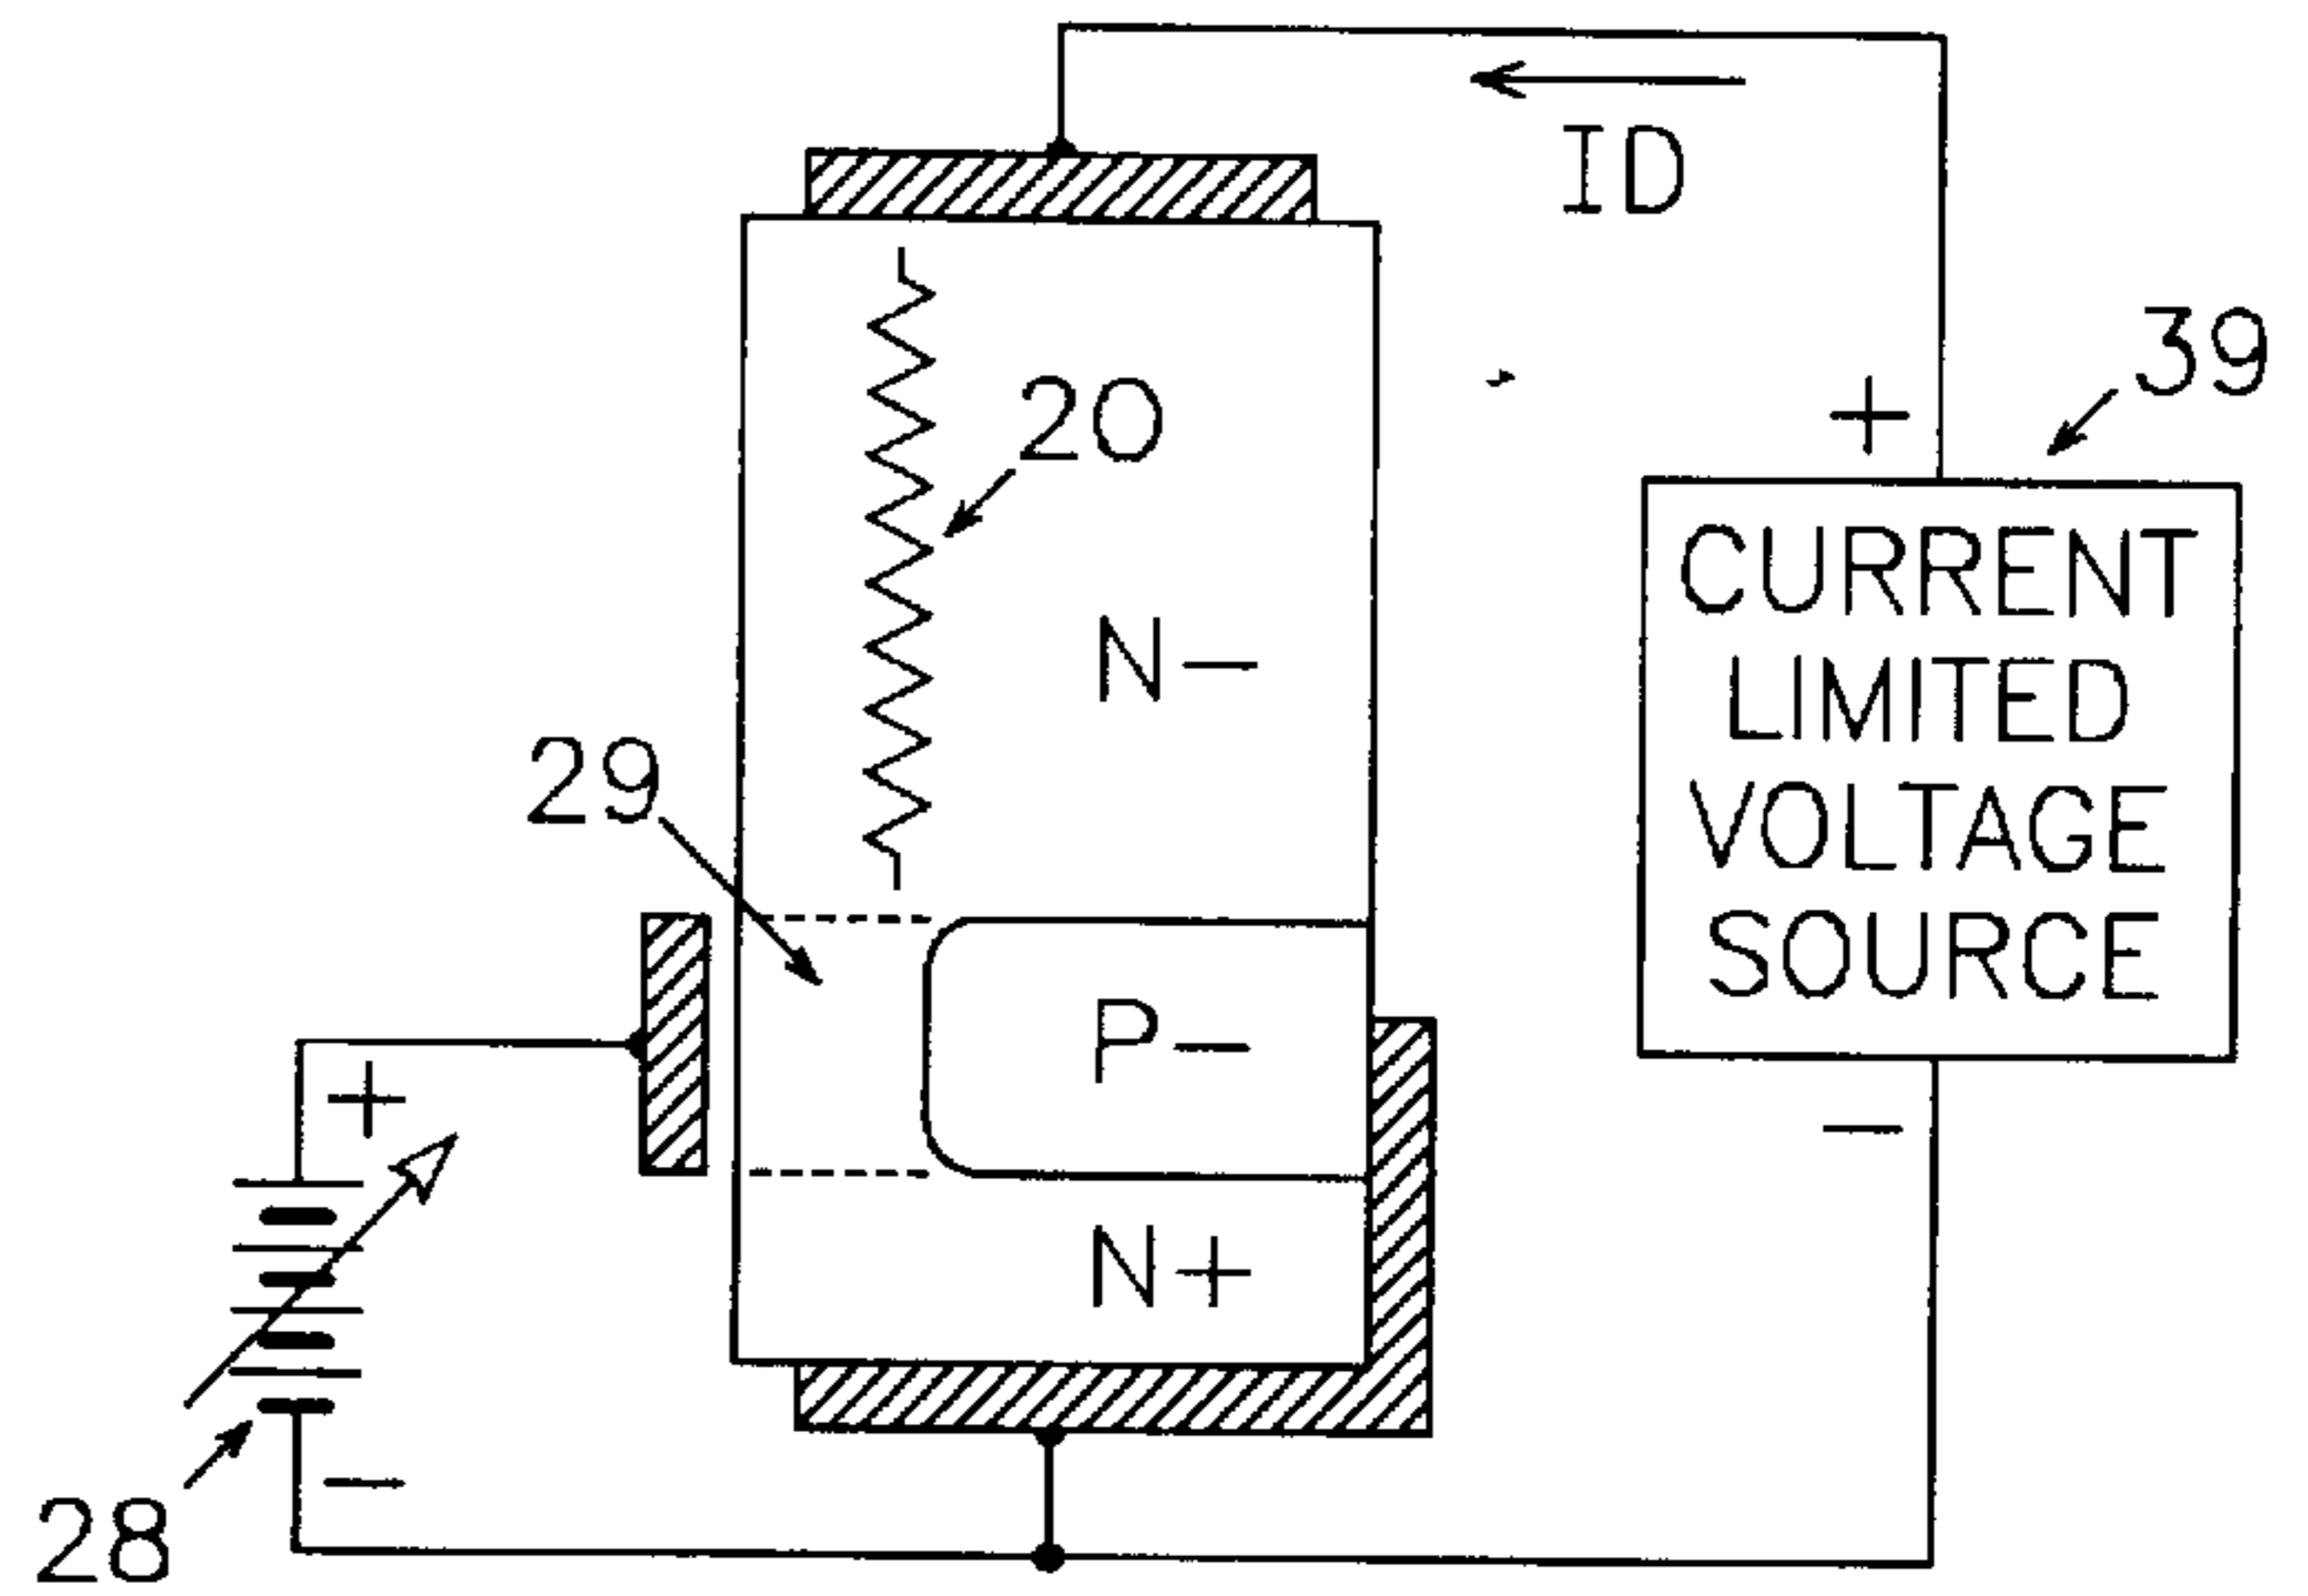 ID
39
+
CURRENT
LIMITED
VOLTAGE
SOURCE
−
20
N−
29
P−
N+
+
−
28